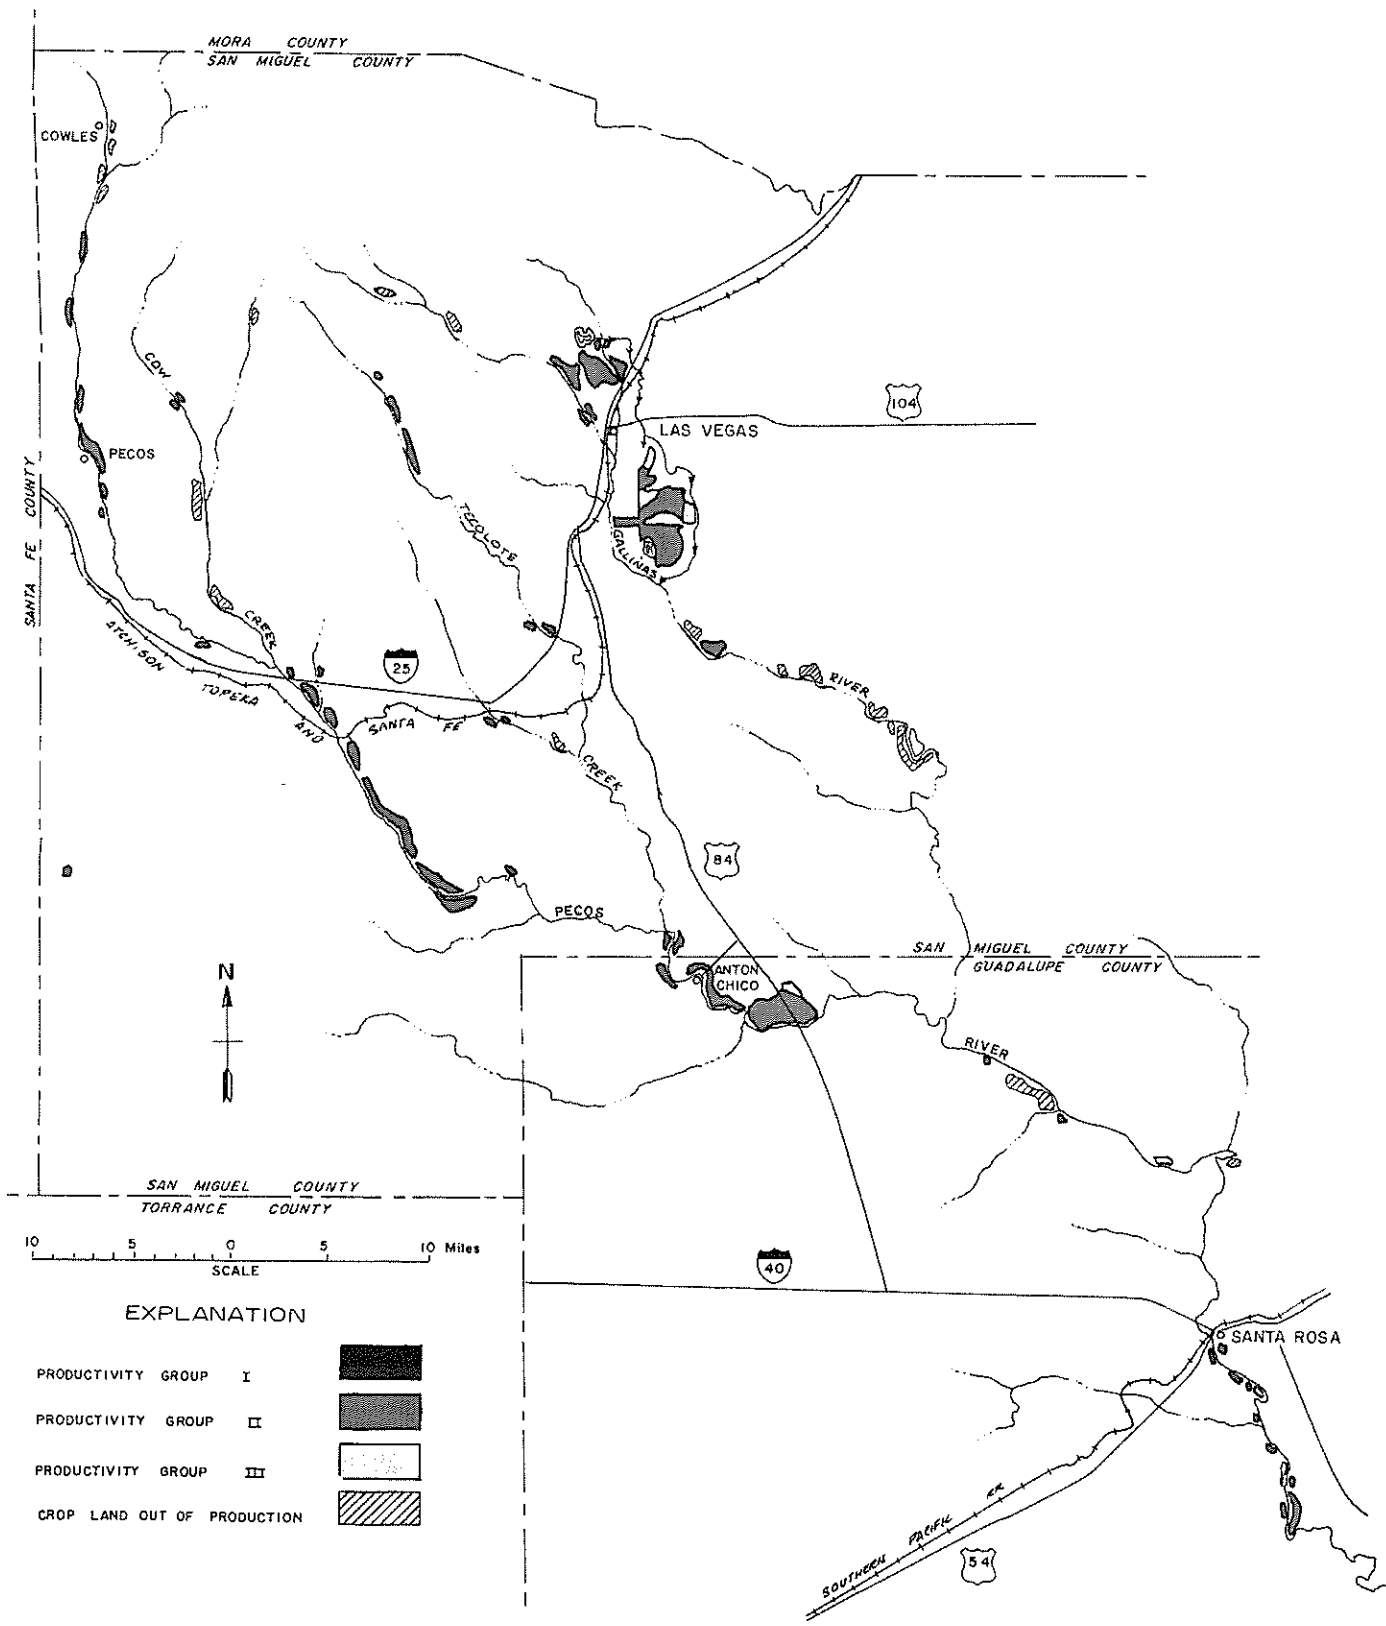 MORA COUNTY
SAN MIGUEL COUNTY
COWLES
COW
104
LAS VEGAS
PECOS
SANTA FE COUNTY
TECOLOTE
GALLINAS
CREEK
ATCHISON
TOPEKA
AND
SANTA FE
25
RIVER
CREEK
84
PECOS
SAN MIGUEL COUNTY
GUADALUPE COUNTY
ANTON
CHICO
N
RIVER
SAN MIGUEL COUNTY
TORRANCE COUNTY
10 5 0 5 10 Miles
SCALE
40
EXPLANATION
SANTA ROSA
PRODUCTIVITY GROUP I
PRODUCTIVITY GROUP II
PRODUCTIVITY GROUP III
CROP LAND OUT OF PRODUCTION
SOUTHERN PACIFIC RR
54